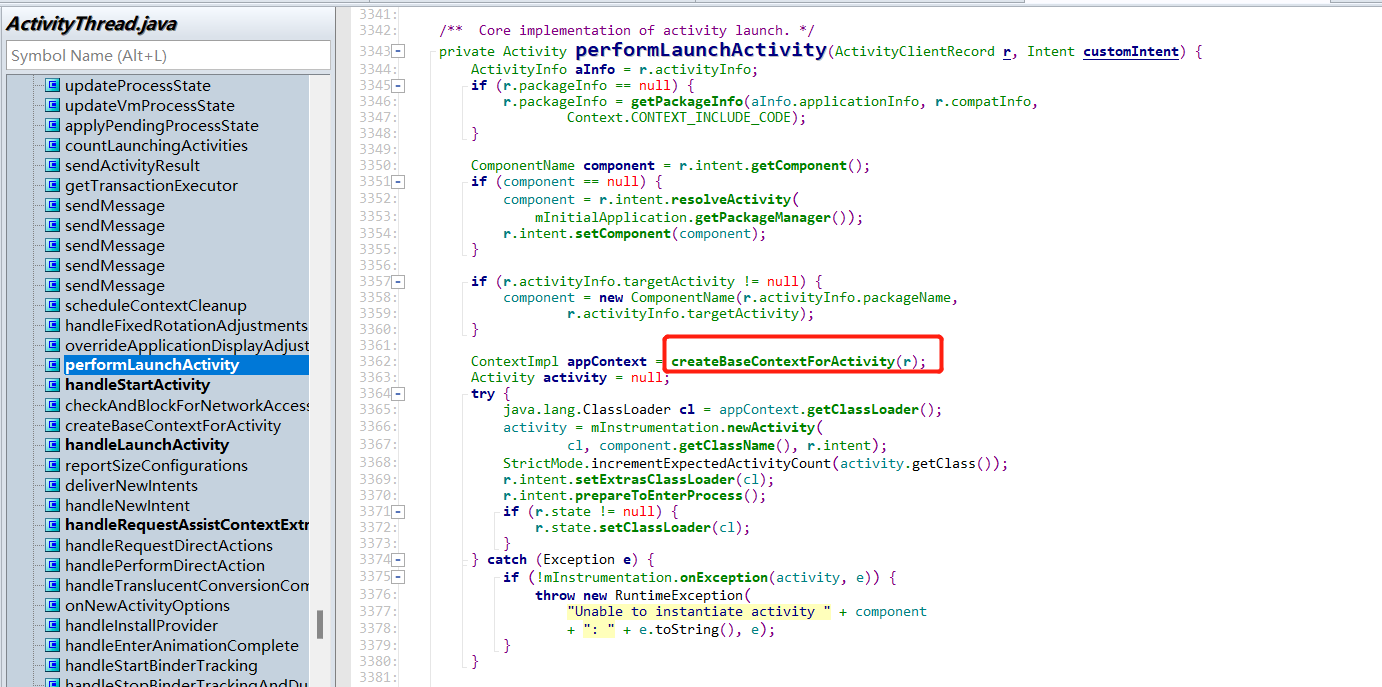 ActivityThread.java
Symbol Name (Alt+L)
updateProcessState
updateVmProcessState
applyPendingProcessState
countLaunchingActivities
sendActivityResult
getTransactionExecutor
sendMessage
sendMessage
sendMessage
sendMessage
sendMessage
scheduleContextCleanup
handleFixedRotationAdjustments
overrideApplicationDisplayAdjust
performLaunchActivity
handleStartActivity
checkAndBlockForNetworkAccess
createBaseContextForActivity
handleLaunchActivity
reportSizeConfigurations
deliverNewIntents
handleNewIntent
handleRequestAssistContextExtr
handleRequestDirectActions
handlePerformDirectAction
handleTranslucentConversionCom
onNewActivityOptions
handleInstallProvider
handleEnterAnimationComplete
handleStartBinderTracking
handleStopBinderTrackingAndDu
3341:
3342: /** Core implementation of activity launch. */
3343 private Activity performLaunchActivity(ActivityClientRecord r, Intent customIntent) {
3344: ActivityInfo aInfo = r.activityInfo;
3345 if (r.packageInfo == null) {
3346: r.packageInfo = getPackageInfo(aInfo.applicationInfo, r.compatInfo,
3347: Context.CONTEXT_INCLUDE_CODE);
3348: }
3349:
3350: ComponentName component = r.intent.getComponent();
3351 if (component == null) {
3352: component = r.intent.resolveActivity(
3353: mInitialApplication.getPackageManager());
3354: r.intent.setComponent(component);
3355: }
3356:
3357 if (r.activityInfo.targetActivity != null) {
3358: component = new ComponentName(r.activityInfo.packageName,
3359: r.activityInfo.targetActivity);
3360: }
3361:
3362: ContextImpl appContext = createBaseContextForActivity(r);
3363: Activity activity = null;
3364 try {
3365: java.lang.ClassLoader cl = appContext.getClassLoader();
3366: activity = mInstrumentation.newActivity(
3367: cl, component.getClassName(), r.intent);
3368: StrictMode.incrementExpectedActivityCount(activity.getClass());
3369: r.intent.setExtrasClassLoader(cl);
3370: r.intent.prepareToEnterProcess();
3371 if (r.state != null) {
3372: r.state.setClassLoader(cl);
3373: }
3374 } catch (Exception e) {
3375 if (!mInstrumentation.onException(activity, e)) {
3376: throw new RuntimeException(
3377: "Unable to instantiate activity " + component
3378: + ": " + e.toString(), e);
3379: }
3380: }
3381: